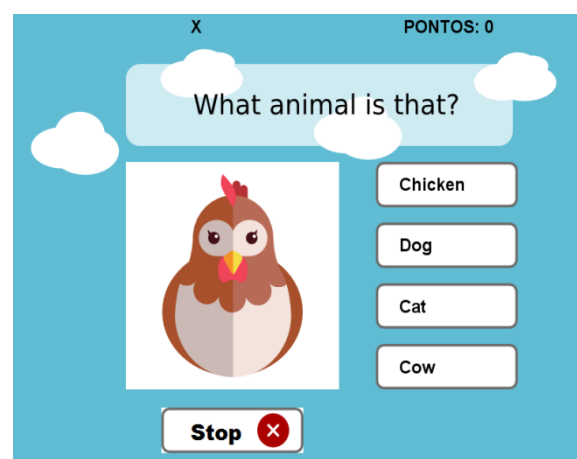 X
PONTOS: 0
What animal is that?
Chicken
Dog
Cat
Cow
Stop